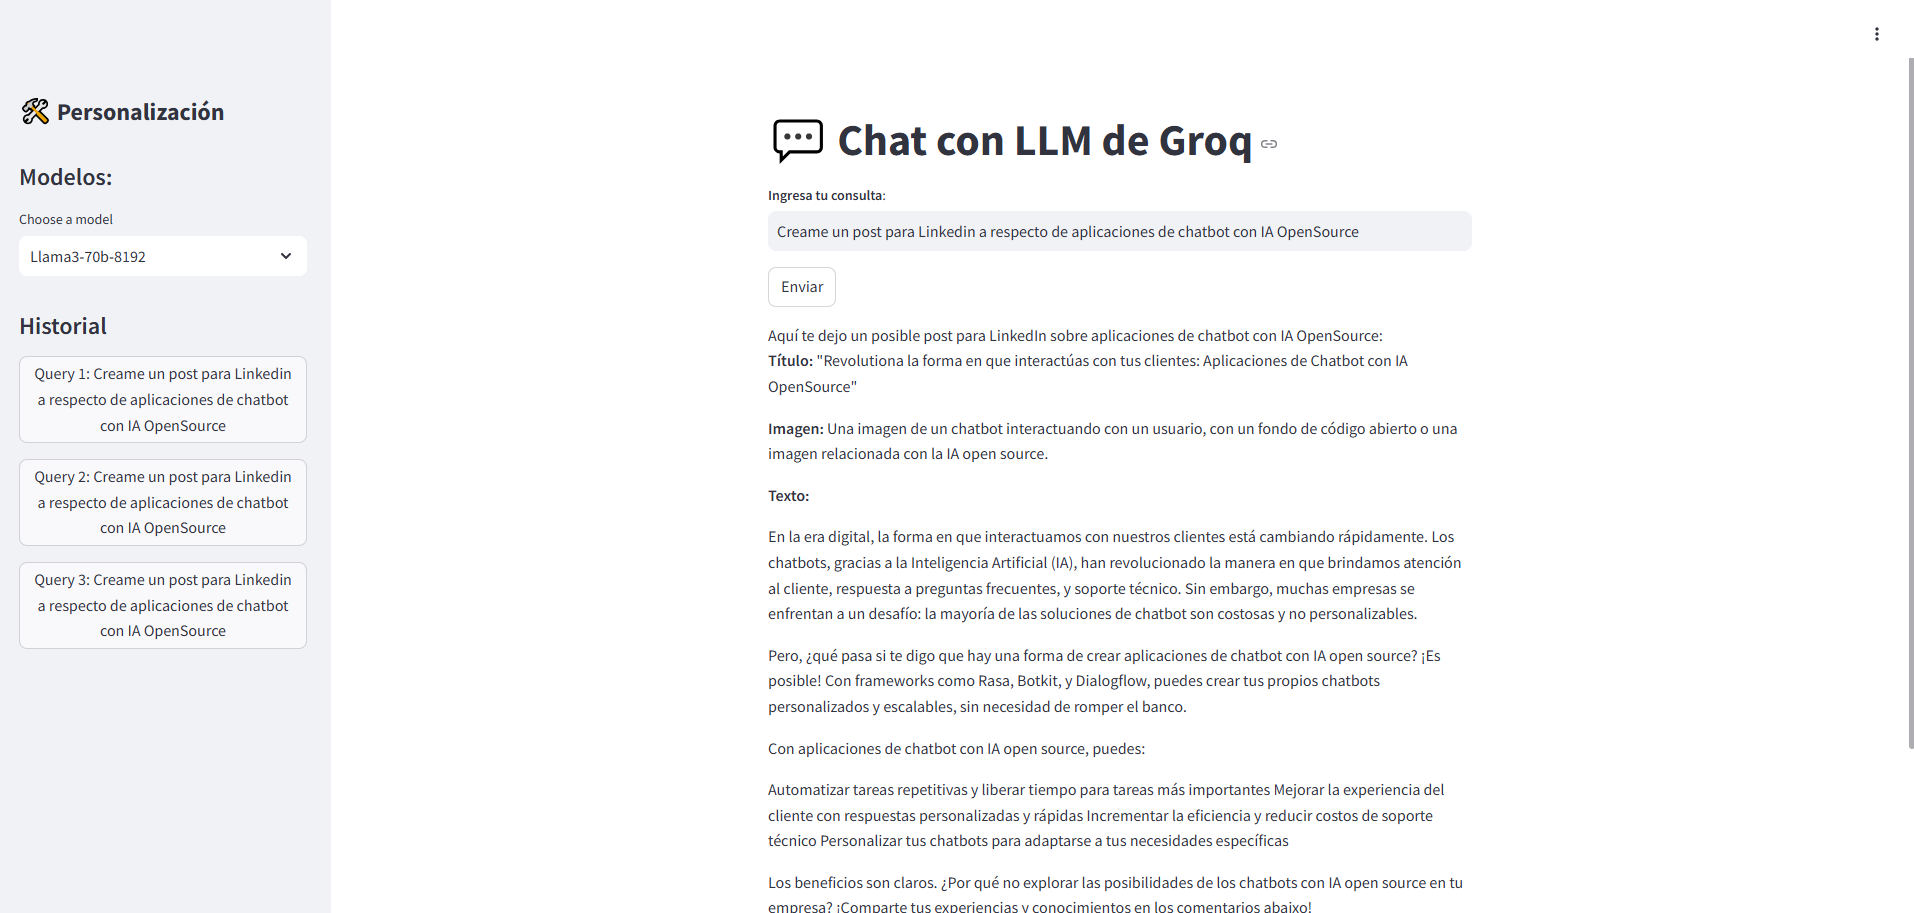 Personalización
Modelos:
Choose a model
Llama3-70b-8192
Historial
Query 1: Creame un post para Linkedin
a respecto de aplicaciones de chatbot
con IA OpenSource
Query 2: Creame un post para Linkedin
a respecto de aplicaciones de chatbot
con IA OpenSource
Query 3: Creame un post para Linkedin
a respecto de aplicaciones de chatbot
con IA OpenSource
Chat con LLM de Groq
Ingresa tu consulta:
Creame un post para Linkedin a respecto de aplicaciones de chatbot con IA OpenSource
Enviar
Aquí te dejo un posible post para LinkedIn sobre aplicaciones de chatbot con IA OpenSource:
Título: "Revolutiona la forma en que interactúas con tus clientes: Aplicaciones de Chatbot con IA
OpenSource"
Imagen: Una imagen de un chatbot interactuando con un usuario, con un fondo de código abierto o una
imagen relacionada con la IA open source.
Texto:
En la era digital, la forma en que interactuamos con nuestros clientes está cambiando rápidamente. Los
chatbots, gracias a la Inteligencia Artificial (IA), han revolucionado la manera en que brindamos atención
al cliente, respuesta a preguntas frecuentes, y soporte técnico. Sin embargo, muchas empresas se
enfrentan a un desafío: la mayoría de las soluciones de chatbot son costosas y no personalizables.
Pero, ¿qué pasa si te digo que hay una forma de crear aplicaciones de chatbot con IA open source? ¡Es
posible! Con frameworks como Rasa, Botkit, y Dialogflow, puedes crear tus propios chatbots
personalizados y escalables, sin necesidad de romper el banco.
Con aplicaciones de chatbot con IA open source, puedes:
Automatizar tareas repetitivas y liberar tiempo para tareas más importantes Mejorar la experiencia del
cliente con respuestas personalizadas y rápidas Incrementar la eficiencia y reducir costos de soporte
técnico Personalizar tus chatbots para adaptarse a tus necesidades específicas
Los beneficios son claros. ¿Por qué no explorar las posibilidades de los chatbots con IA open source en tu
empresa? ¡Comparte tus experiencias y conocimientos en los comentarios abajo!